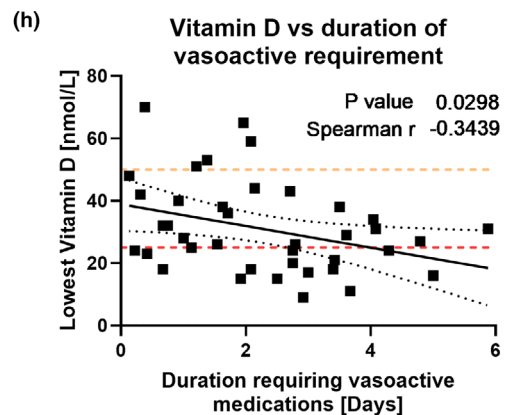 (h)
Vitamin D vs duration of
vasoactive requirement
P value 0.0298
Spearman r -0.3439
Lowest Vitamin D [nmol/L]
80
60
40
20
0
0 2 4 6
Duration requiring vasoactive
medications [Days]